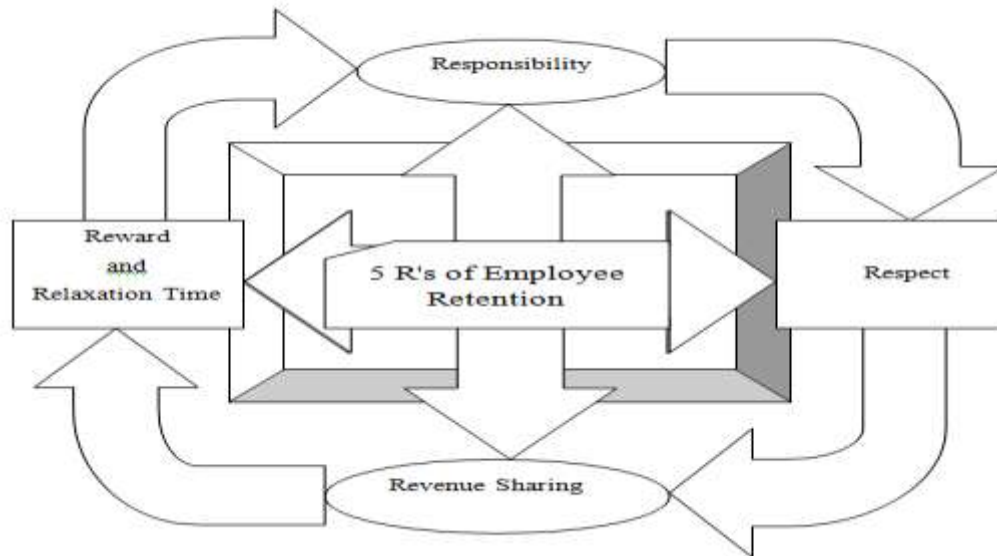 Responsibility
Reward
and
Relaxation Time
5 R's of Employee
Retention
Respect
Revenue Sharing